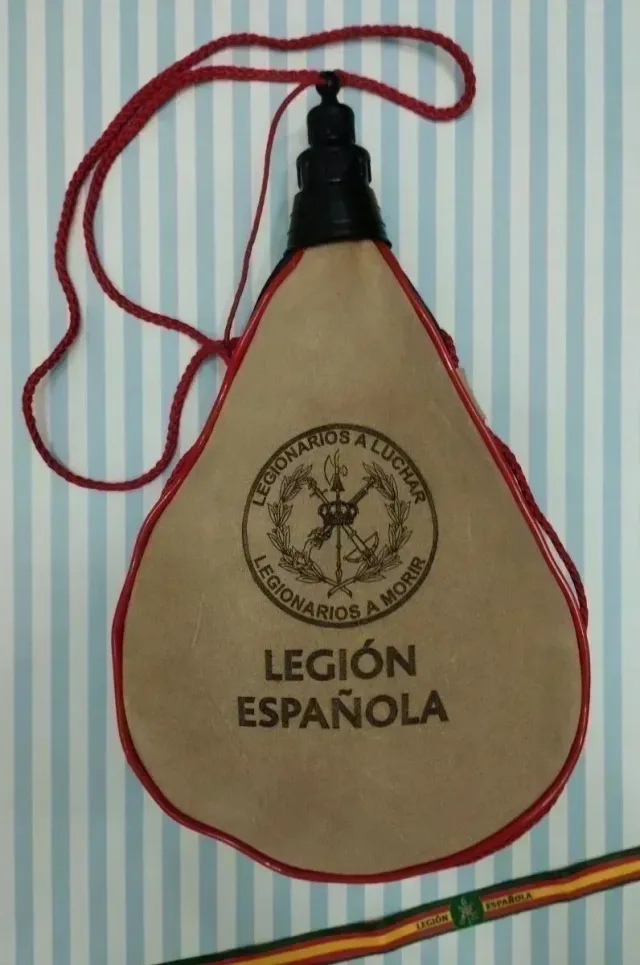 LEGIONARIOS A LUCHAR
LEGIONARIOS A MORIR
LEGIÓN
ESPAÑOLA
LEGIÓN ESPAÑOLA